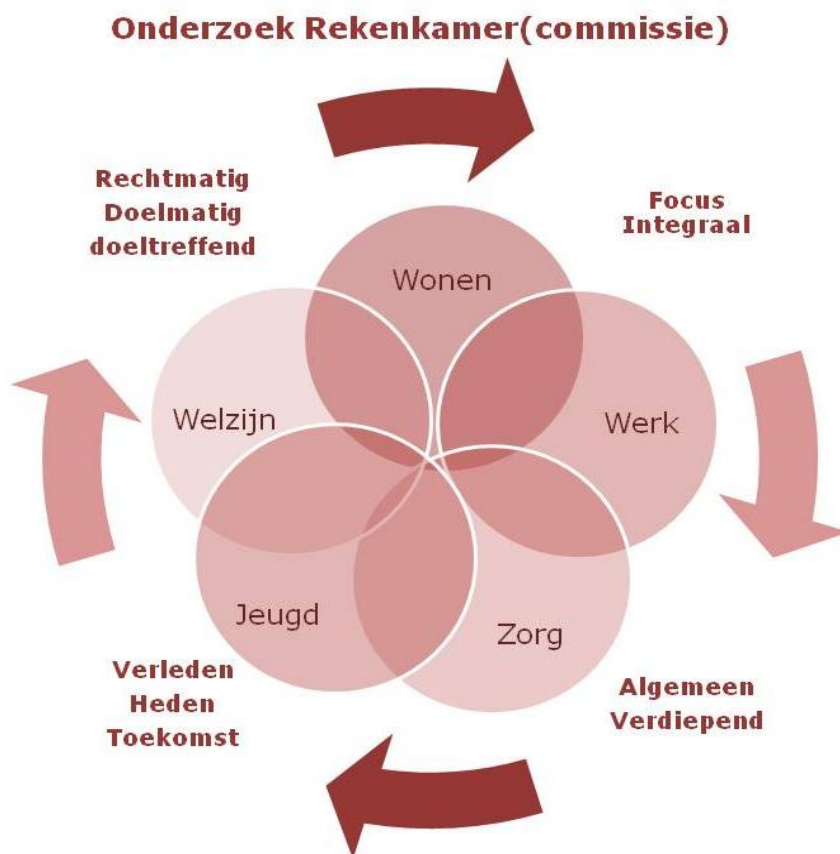 Onderzoek Rekenkamer(commissie)
Rechtmatig
Doelmatig
doeltreffend
Focus
Integraal
Wonen
Welzijn
Werk
Jeugd
Zorg
Verleden
Heden
Toekomst
Algemeen
Verdiepend